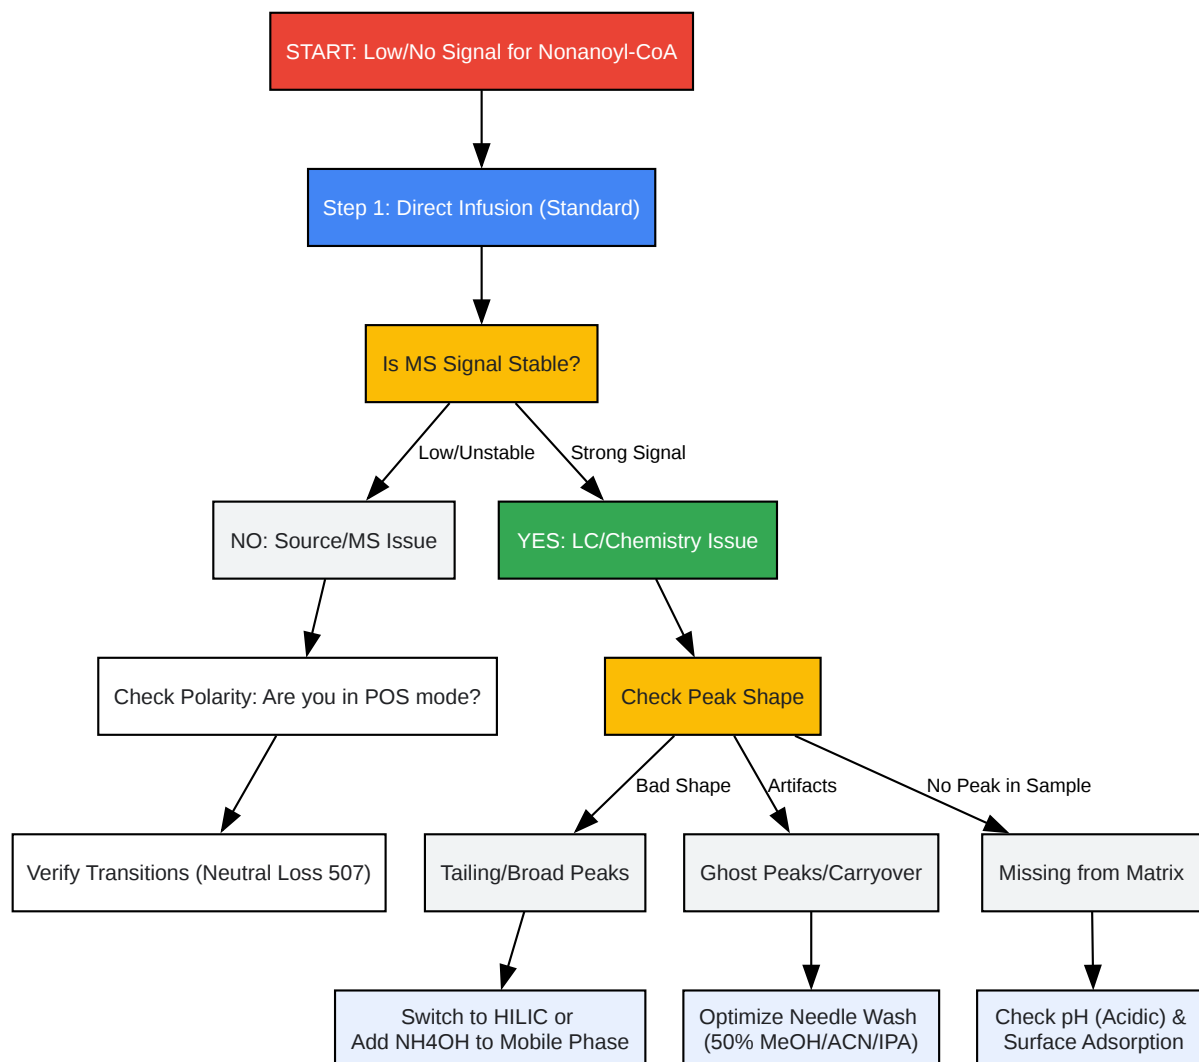 START: Low/No Signal for Nonanoyl-CoA
Step 1: Direct Infusion (Standard)
Is MS Signal Stable?
Low/Unstable
Strong Signal
NO: Source/MS Issue
YES: LC/Chemistry Issue
Check Polarity: Are you in POS mode?
Check Peak Shape
Bad Shape
Artifacts
No Peak in Sample
Verify Transitions (Neutral Loss 507)
Tailing/Broad Peaks
Ghost Peaks/Carryover
Missing from Matrix
Switch to HILIC or
Add NH4OH to Mobile Phase
Optimize Needle Wash
(50% MeOH/ACN/IPA)
Check pH (Acidic) &
Surface Adsorption